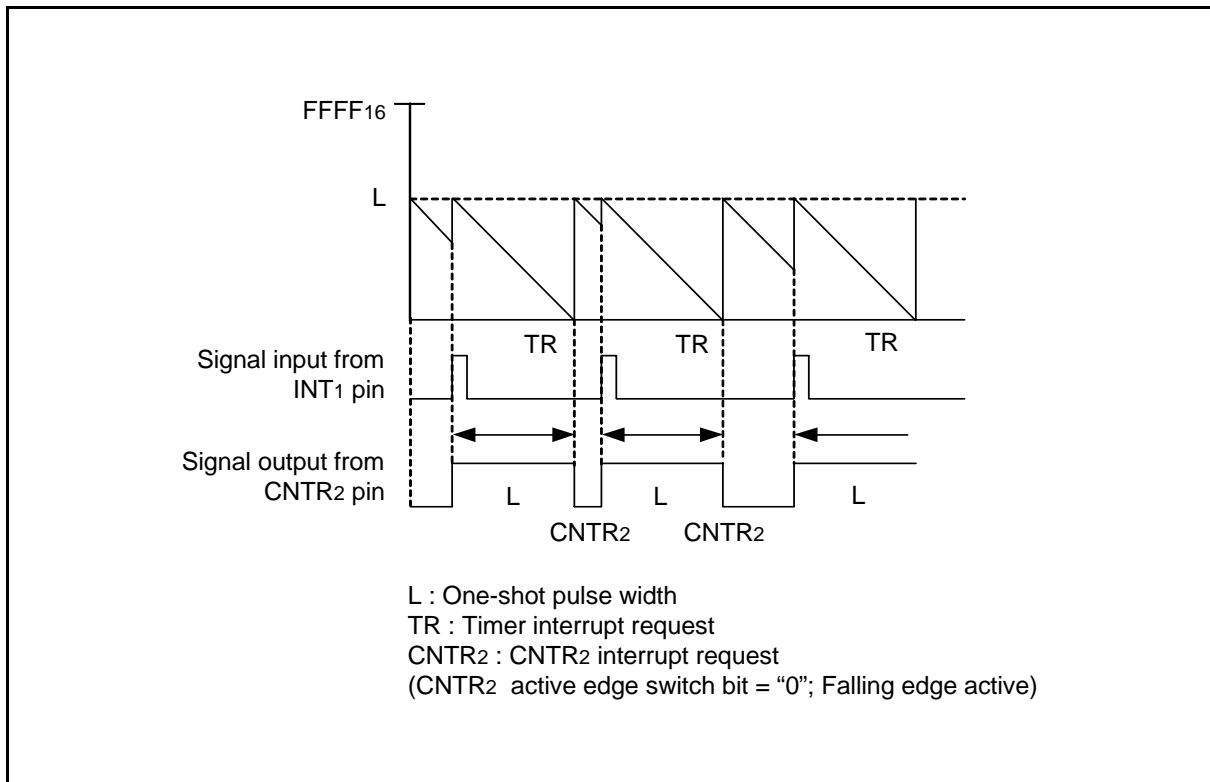 FFFF16
L
TR TR TR
Signal input from
INT1 pin
Signal output from
CNTR2 pin
L L L
CNTR2 CNTR2
L : One-shot pulse width
TR : Timer interrupt request
CNTR2 : CNTR2 interrupt request
(CNTR2 active edge switch bit = “0”; Falling edge active)